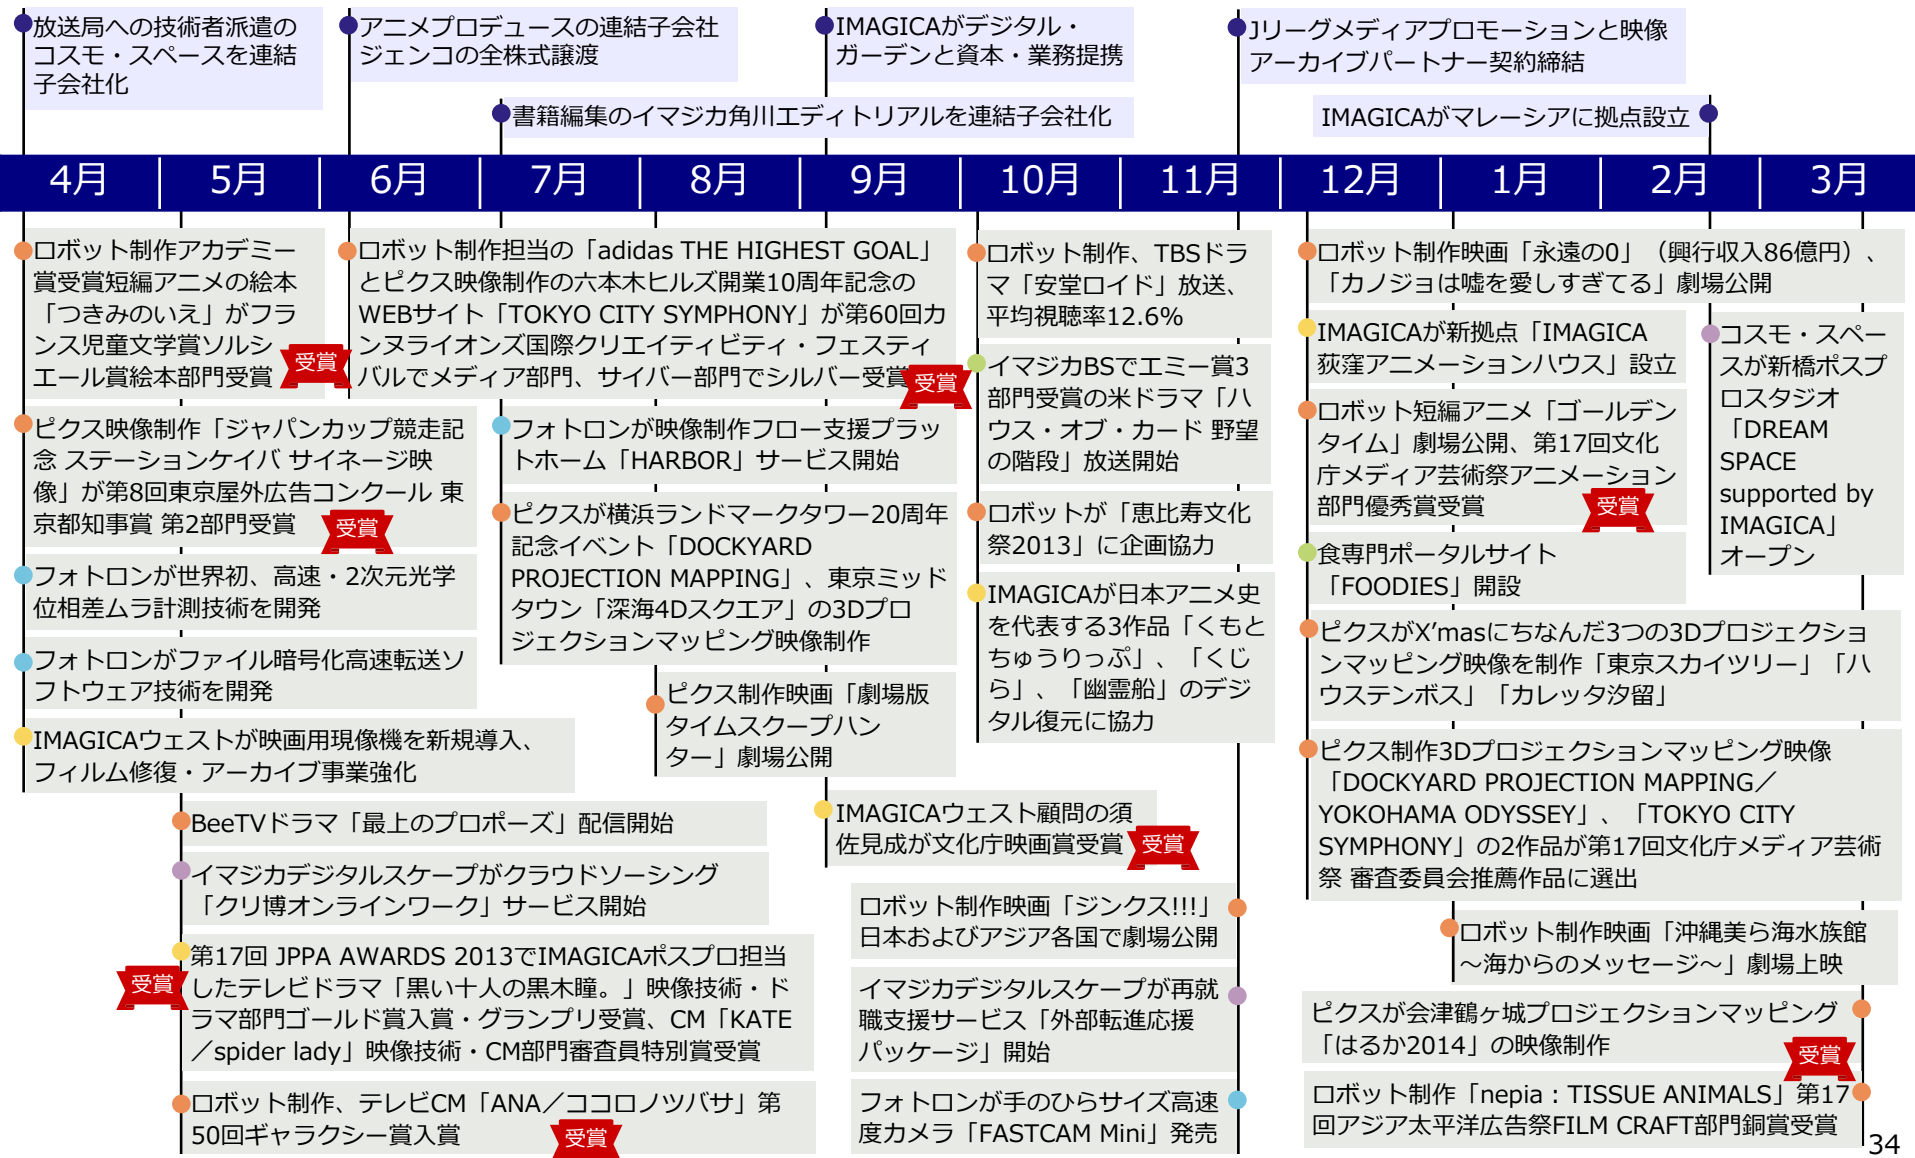 放送局への技術者派遣の
コスモ・スペースを連結
子会社化
アニメプロデュースの連結子会社
ジェンコの全株式譲渡
IMAGICAがデジタル・
ガーデンと資本・業務提携
Jリーグメディアプロモーションと映像
アーカイブパートナー契約締結
書籍編集のイマジカ角川エディトリアルを連結子会社化
IMAGICAがマレーシアに拠点設立
4月 5月 6月 7月 8月 9月 10月 11月 12月 1月 2月 3月
ロボット制作アカデミー
賞受賞短編アニメの絵本
「つきみのいえ」がフラ
ンス児童文学賞ソルシ
エール賞絵本部門受賞
受賞
ピクス映像制作「ジャパンカップ競走記
念 ステーションケイバ サイネージ映
像」が第8回東京屋外広告コンクール 東
京都知事賞 第2部門受賞
受賞
フォトロンが世界初、高速・2次元光学
位相差ムラ計測技術を開発
フォトロンがファイル暗号化高速転送ソ
フトウェア技術を開発
IMAGICAウェストが映画用現像機を新規導入、
フィルム修復・アーカイブ事業強化
BeeTVドラマ「最上のプロポーズ」配信開始
イマジカデジタルスケープがクラウドソーシング
「クリ博オンラインワーク」サービス開始
第17回 JPPA AWARDS 2013でIMAGICAポスプロ担当
したテレビドラマ「黒い十人の黒木瞳。」映像技術・ド
ラマ部門ゴールド賞入賞・グランプリ受賞、CM「KATE
／spider lady」映像技術・CM部門審査員特別賞受賞
受賞
ロボット制作、テレビCM「ANA／ココロノツバサ」第
50回ギャラクシー賞入賞
受賞
ロボット制作担当の「adidas THE HIGHEST GOAL」
とピクス映像制作の六本木ヒルズ開業10周年記念の
WEBサイト「TOKYO CITY SYMPHONY」が第60回カ
ンヌライオンズ国際クリエイティビティ・フェスティ
バルでメディア部門、サイバー部門でシルバー受賞
受賞
フォトロンが映像制作フロー支援プラッ
トホーム「HARBOR」サービス開始
ピクスが横浜ランドマークタワー20周年
記念イベント「DOCKYARD
PROJECTION MAPPING」、東京ミッド
タウン「深海4Dスクエア」の3Dプロ
ジェクションマッピング映像制作
ピクス制作映画「劇場版
タイムスクープハン
ター」劇場公開
IMAGICAウェスト顧問の須
佐見成が文化庁映画賞受賞
受賞
ロボット制作、TBSドラ
マ「安堂ロイド」放送、
平均視聴率12.6%
イマジカBSでエミー賞3
部門受賞の米ドラマ「ハ
ウス・オブ・カード 野望
の階段」放送開始
ロボットが「恵比寿文化
祭2013」に企画協力
IMAGICAが日本アニメ史
を代表する3作品「くもと
ちゅうりっぷ」、「くじ
ら」、「幽霊船」のデジ
タル復元に協力
ロボット制作映画「ジンクス!!!」
日本およびアジア各国で劇場公開
イマジカデジタルスケープが再就
職支援サービス「外部転進応援
パッケージ」開始
フォトロンが手のひらサイズ高速
度カメラ「FASTCAM Mini」発売
ロボット制作映画「永遠の0」（興行収入86億円）、
「カノジョは嘘を愛しすぎてる」劇場公開
IMAGICAが新拠点「IMAGICA
荻窪アニメーションハウス」設立
ロボット短編アニメ「ゴールデン
タイム」劇場公開、第17回文化
庁メディア芸術祭アニメーション
部門優秀賞受賞
受賞
食専門ポータルサイト
「FOODIES」開設
コスモ・スペー
スが新橋ポスプ
ロスタジオ
「DREAM
SPACE
supported by
IMAGICA」
オープン
ピクスがX’masにちなんだ3つの3Dプロジェクショ
ンマッピング映像を制作「東京スカイツリー」「ハ
ウステンボス」「カレッタ汐留」
ピクス制作3Dプロジェクションマッピング映像
「DOCKYARD PROJECTION MAPPING／
YOKOHAMA ODYSSEY」、「TOKYO CITY
SYMPHONY」の2作品が第17回文化庁メディア芸術
祭 審査委員会推薦作品に選出
ロボット制作映画「沖縄美ら海水族館
～海からのメッセージ～」劇場上映
ピクスが会津鶴ヶ城プロジェクションマッピング
「はるか2014」の映像制作
受賞
ロボット制作「nepia：TISSUE ANIMALS」第17
回アジア太平洋広告祭FILM CRAFT部門銅賞受賞
34